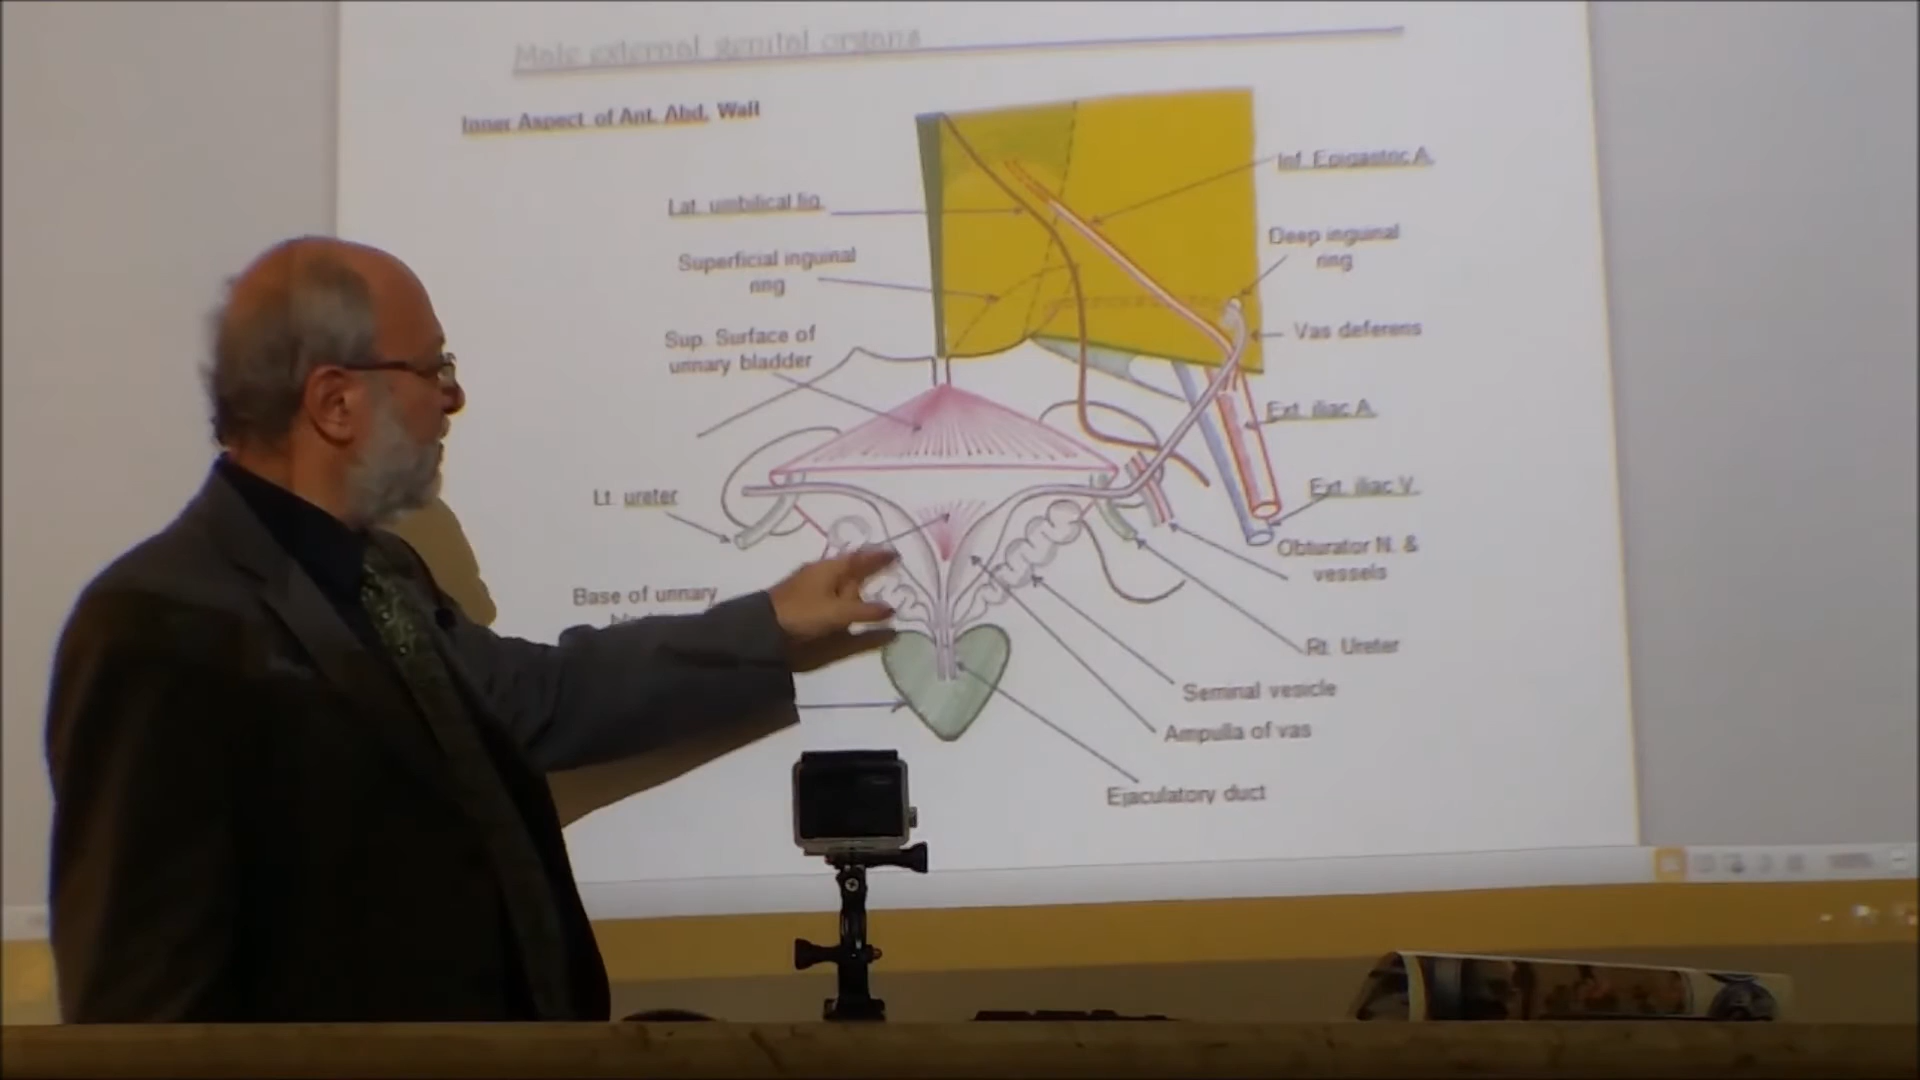 Male external genital organs
Inner Aspect of Ant. Abd. Wall
Inf. Epigastric A.
Lat. umbilical lig.
Deep inguinal
ring
Superficial inguinal
ring
Vas deferens
Sup. Surface of
urinary bladder
Ext. iliac A.
Ext. iliac V.
Lt. ureter
Obturator N. &
vessels
Base of urinary
Rt. Ureter
Seminal vesicle
Ampulla of vas
Ejaculatory duct